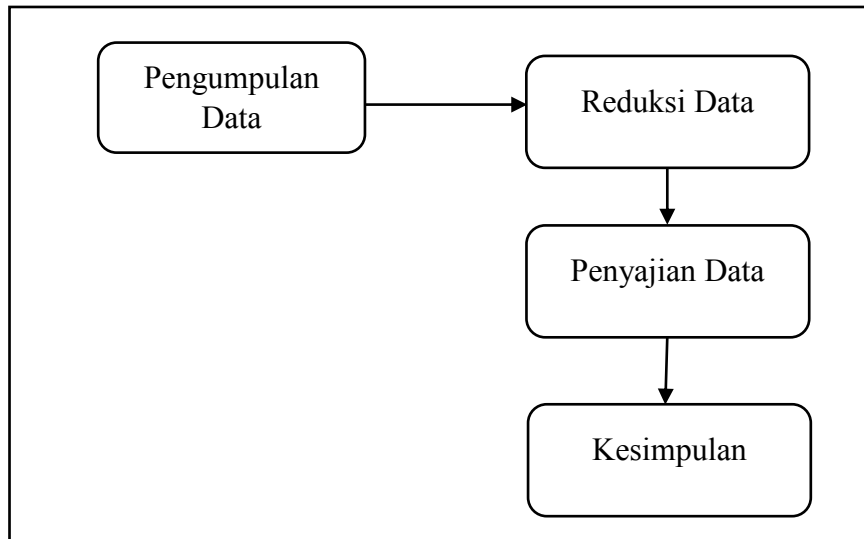 Pengumpulan
Data
Reduksi Data
Penyajian Data
Kesimpulan